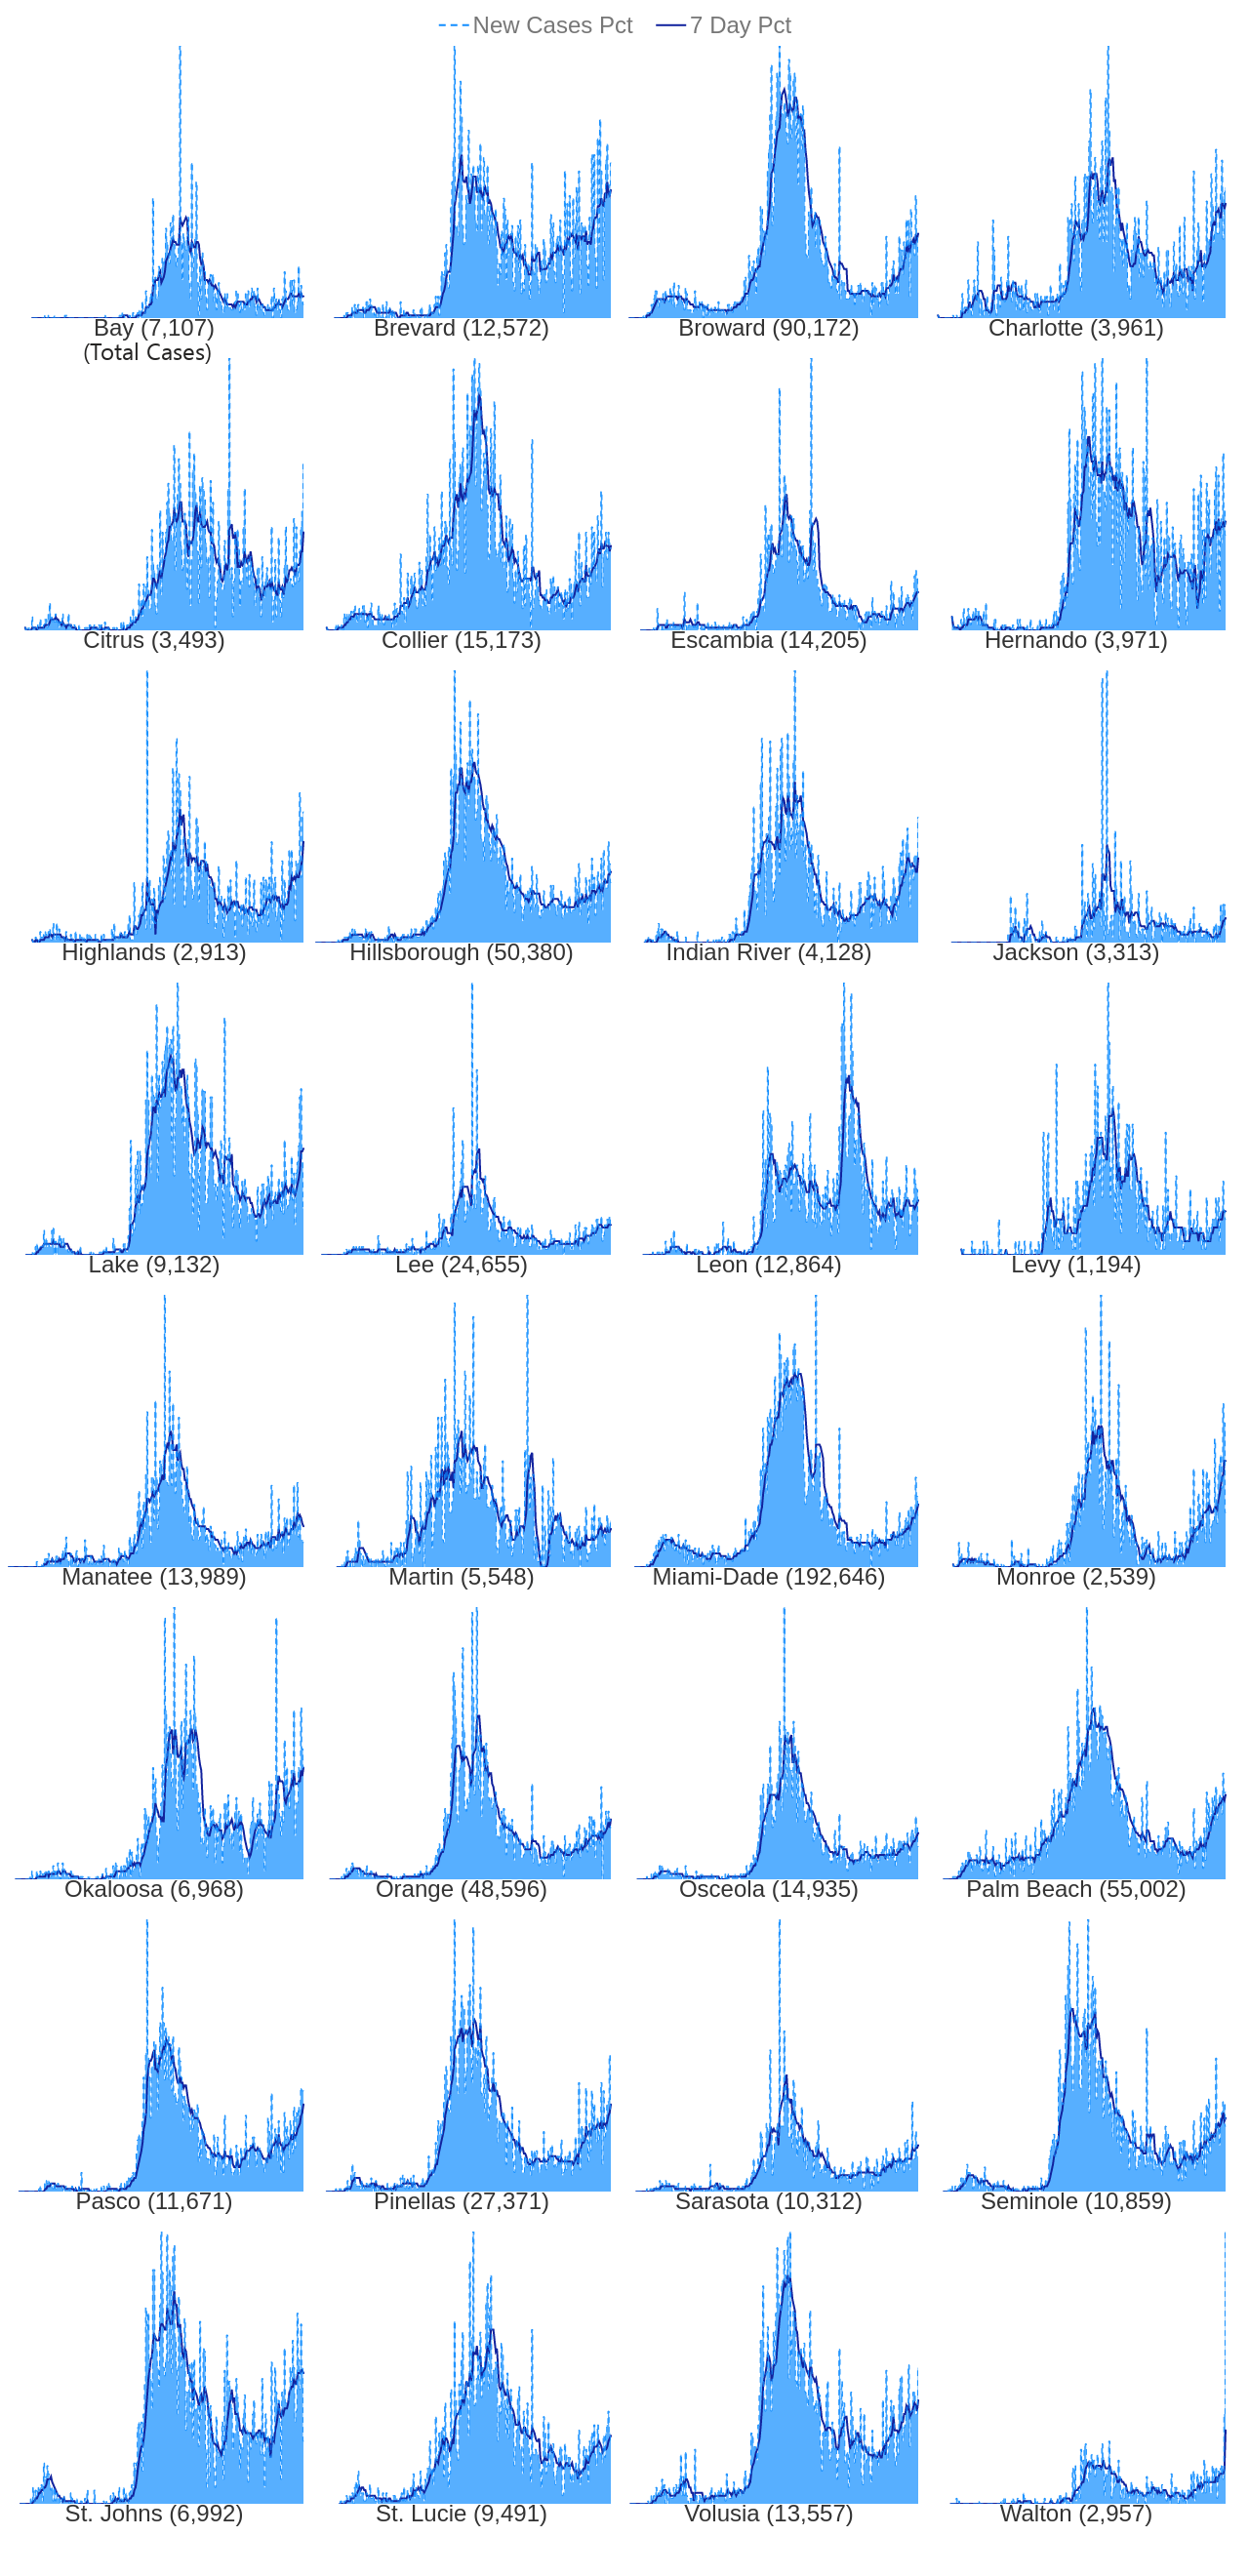 New Cases Pct 7 Day Pct
Bay (7,107) Brevard (12,572) Broward (90,172) Charlotte (3,961)
(Total Cases)
Citrus (3,493) Collier (15,173) Escambia (14,205) Hernando (3,971)
Highlands (2,913) Hillsborough (50,380) Indian River (4,128) Jackson (3,313)
Lake (9,132) Lee (24,655) Leon (12,864) Levy (1,194)
Manatee (13,989) Martin (5,548) Miami-Dade (192,646) Monroe (2,539)
Okaloosa (6,968) Orange (48,596) Osceola (14,935) Palm Beach (55,002)
Pasco (11,671) Pinellas (27,371) Sarasota (10,312) Seminole (10,859)
St. Johns (6,992) St. Lucie (9,491) Volusia (13,557) Walton (2,957)